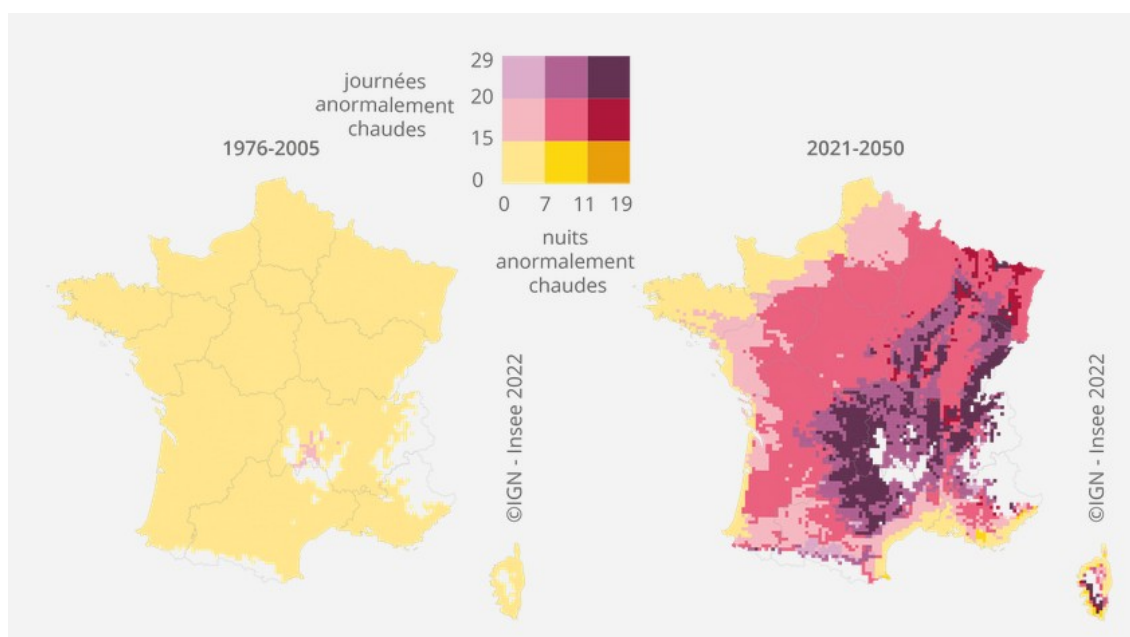 29
journées
anormalement
chaudes
20
15
0
0 7 11 19
nuits
anormalement
chaudes
1976-2005
2021-2050
©IGN - Insee 2022
©IGN - Insee 2022